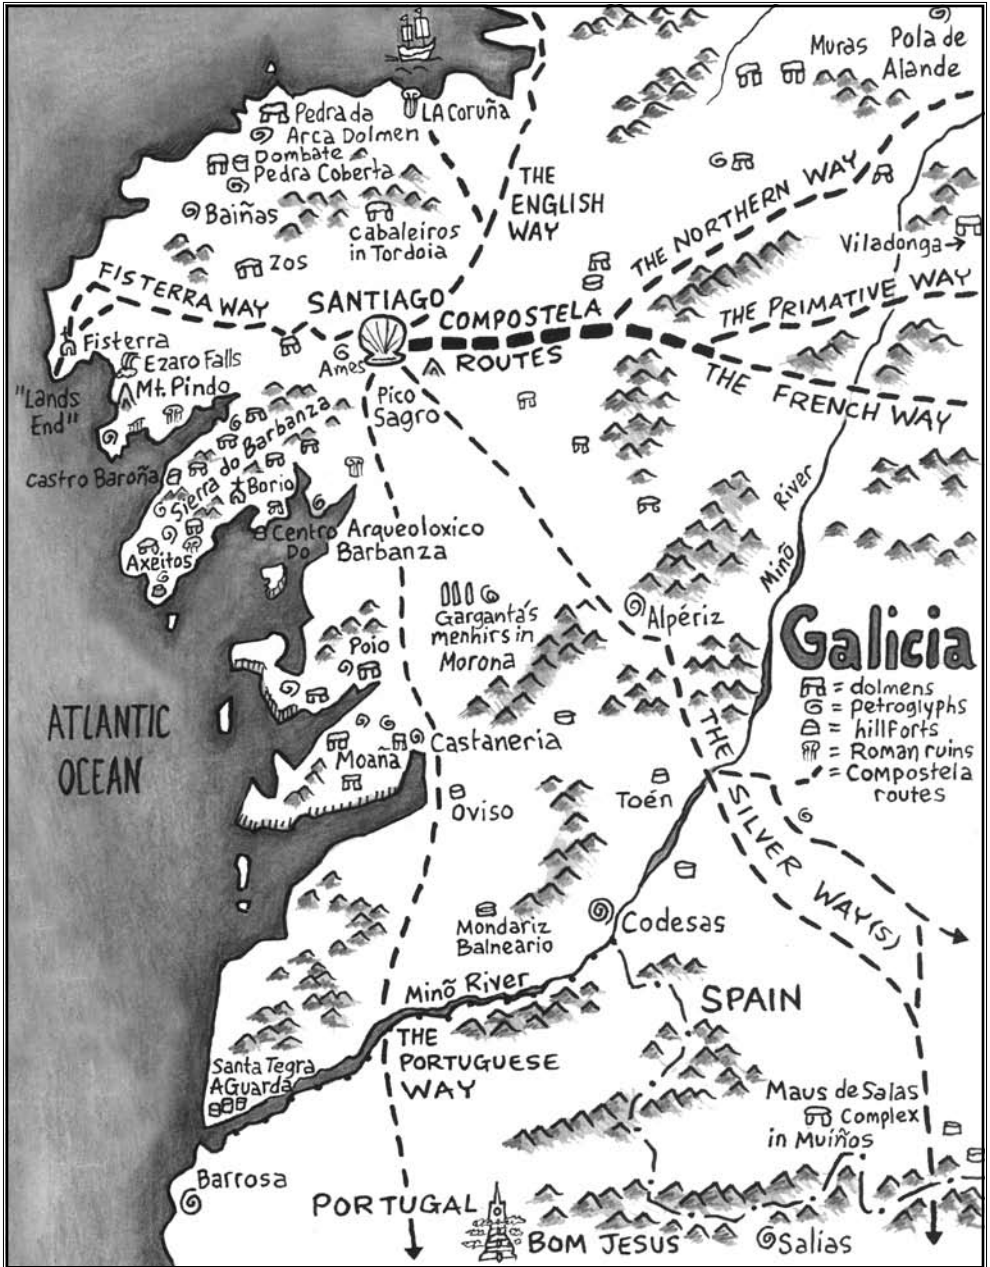 Muras
Pola de
Alande
LA CORUÑA
Pedra da
Arca Dolmen
Dombate
Pedra Coberta
Baiñas
Cabaleiros
in Tordoia
Zos
THE
ENGLISH
WAY
THE NORTHERN WAY
Viladonga→
THE PRIMATIVE WAY
FISTERRA WAY
SANTIAGO
COMPOSTELA
ROUTES
THE FRENCH WAY
Fisterra
Ezaro Falls
Mt. Pindo
"Lands
End"
Ames
Pico
Sagro
Castro Baroña
Sierra do Barbanza
Borio
Axeitos
Centro Arqueoloxico
Do Barbanza
Minõ River
Garganta's
menhirs in
Morona
Alpériz
Galicia
= dolmens
= petroglyphs
= hillforts
= Roman ruins
= Compostela
routes
Poio
ATLANTIC
OCEAN
Moaña
Castaneria
Oviso
Toén
THE SILVER WAY(S)
Mondariz
Balneario
Codesas
Minõ River
SPAIN
THE
PORTUGUESE
WAY
Santa Tegra
AGuarda
Maus de Salas
Complex
in Muíños
Barrosa
PORTUGAL
BOM JESUS
Salias